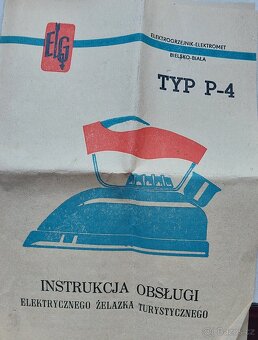 ELG
ELEKTROGRZEJNIK-ELEKTROMET
BIELSKO-BIAŁA
TYP P-4
INSTRUKCJA OBSŁUGI
ELEKTRYCZNEGO ŻELAZKA TURYSTYCZNEGO